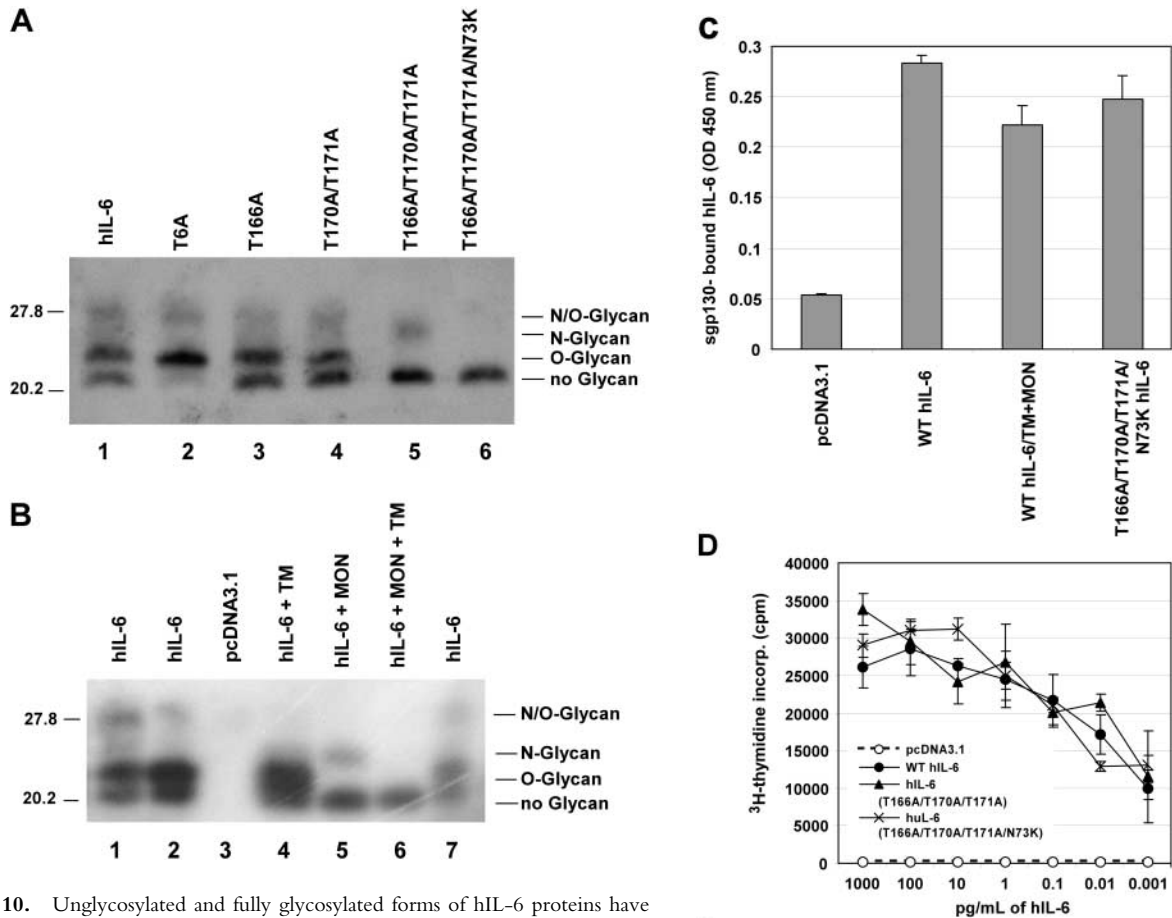 A
hIL-6
T6A
T166A
T170A/T171A
T166A/T170A/T171A
T166A/T170A/T171A/N73K
27.8
20.2
N/O-Glycan
N-Glycan
O-Glycan
no Glycan
1 2 3 4 5 6
B
hIL-6
hIL-6
pcDNA3.1
hIL-6 + TM
hIL-6 + MON
hIL-6 + MON + TM
hIL-6
27.8
20.2
N/O-Glycan
N-Glycan
O-Glycan
no Glycan
1 2 3 4 5 6 7
10. Unglycosylated and fully glycosylated forms of hIL-6 proteins have
C
sgp130- bound hIL-6 (OD 450 nm)
0.3
0.25
0.2
0.15
0.1
0.05
0
pcDNA3.1
WT hIL-6
WT hIL-6/TM+MON
T166A/T170A/T171A/
N73K hIL-6
D
3H-thymidine incorp. (cpm)
40000
35000
30000
25000
20000
15000
10000
5000
0
pcDNA3.1
WT hIL-6
hIL-6
(T166A/T170A/T171A)
huL-6
(T166A/T170A/T171A/N73K)
1000 100 10 1 0.1 0.01 0.001
pg/mL of hIL-6